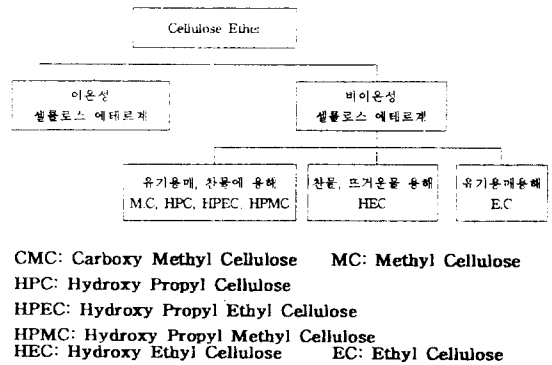 Cellulose Ether
이온성
셀룰로스 에테르계
비이온성
셀룰로스 에테르계
유기용매, 찬물에 용해
M.C, HPC, HPEC, HPMC
찬물, 뜨거운물 용해
HEC
유기용매용해
E.C
CMC: Carboxy Methyl Cellulose MC: Methyl Cellulose
HPC: Hydroxy Propyl Cellulose
HPEC: Hydroxy Propyl Ethyl Cellulose
HPMC: Hydroxy Propyl Methyl Cellulose
HEC: Hydroxy Ethyl Cellulose EC: Ethyl Cellulose